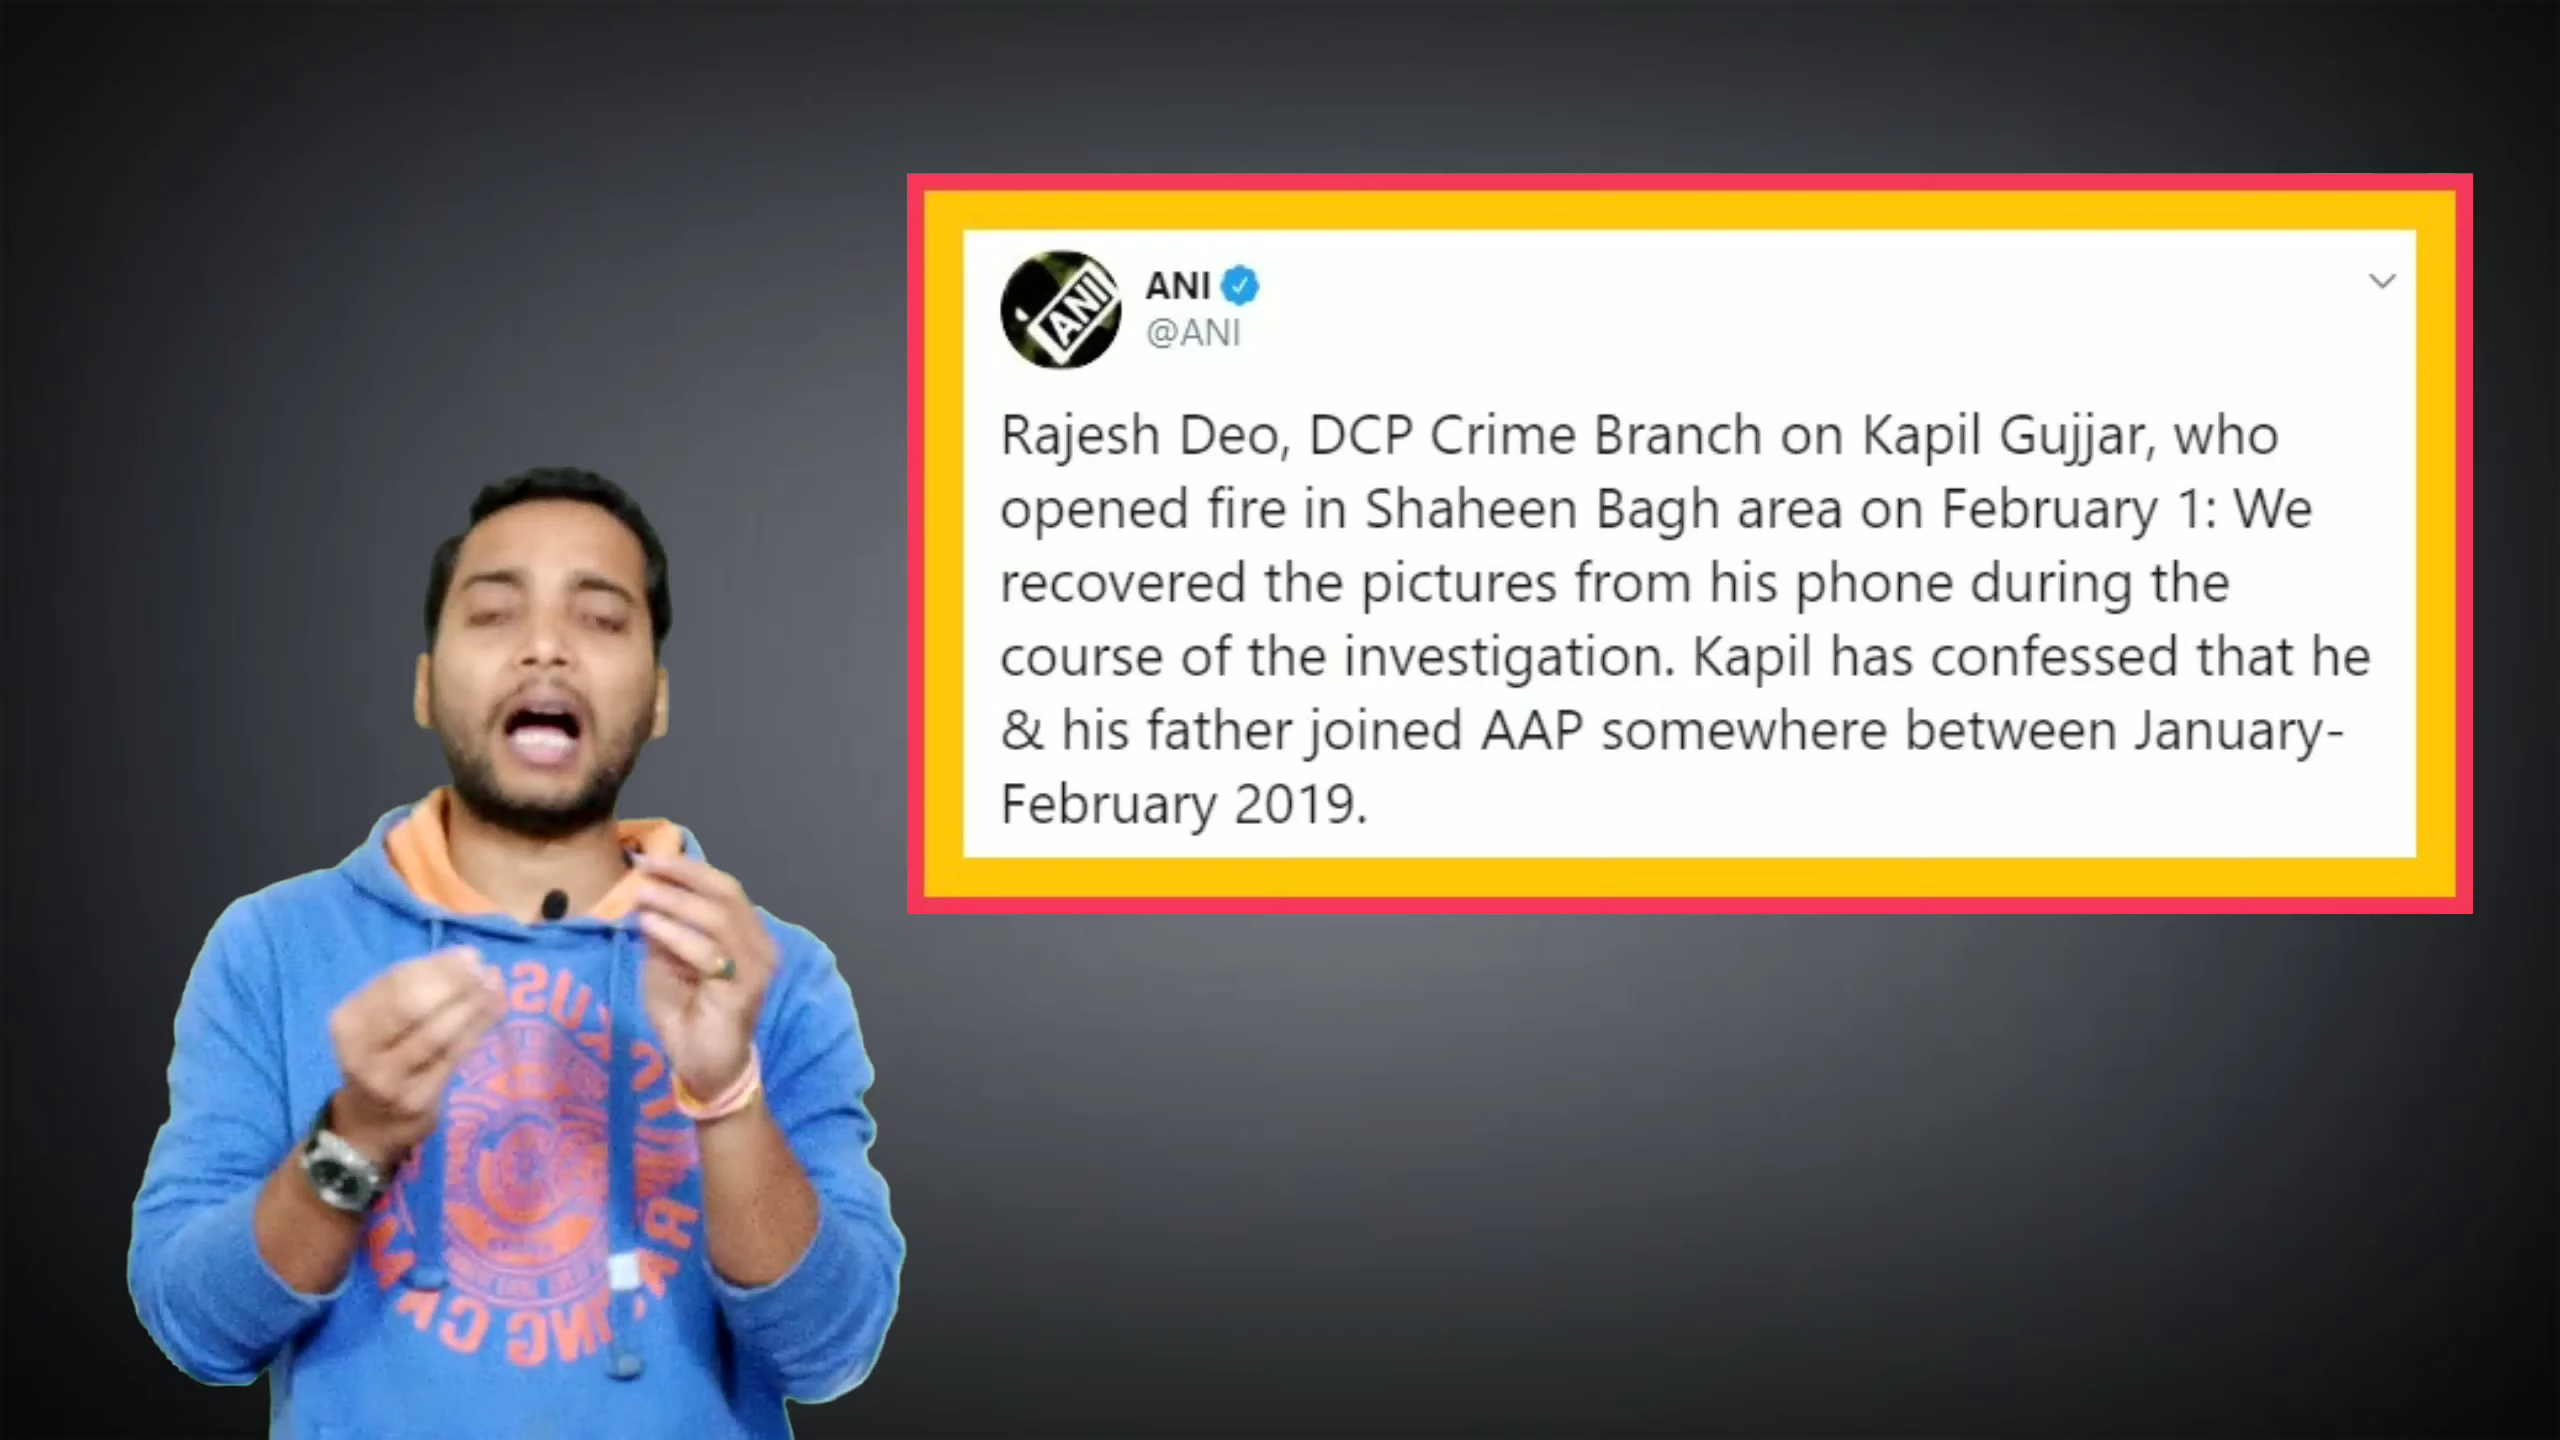 ANI
@ANI
ANI
Rajesh Deo, DCP Crime Branch on Kapil Gujjar, who
opened fire in Shaheen Bagh area on February 1: We
recovered the pictures from his phone during the
course of the investigation. Kapil has confessed that he
& his father joined AAP somewhere between January-
February 2019.